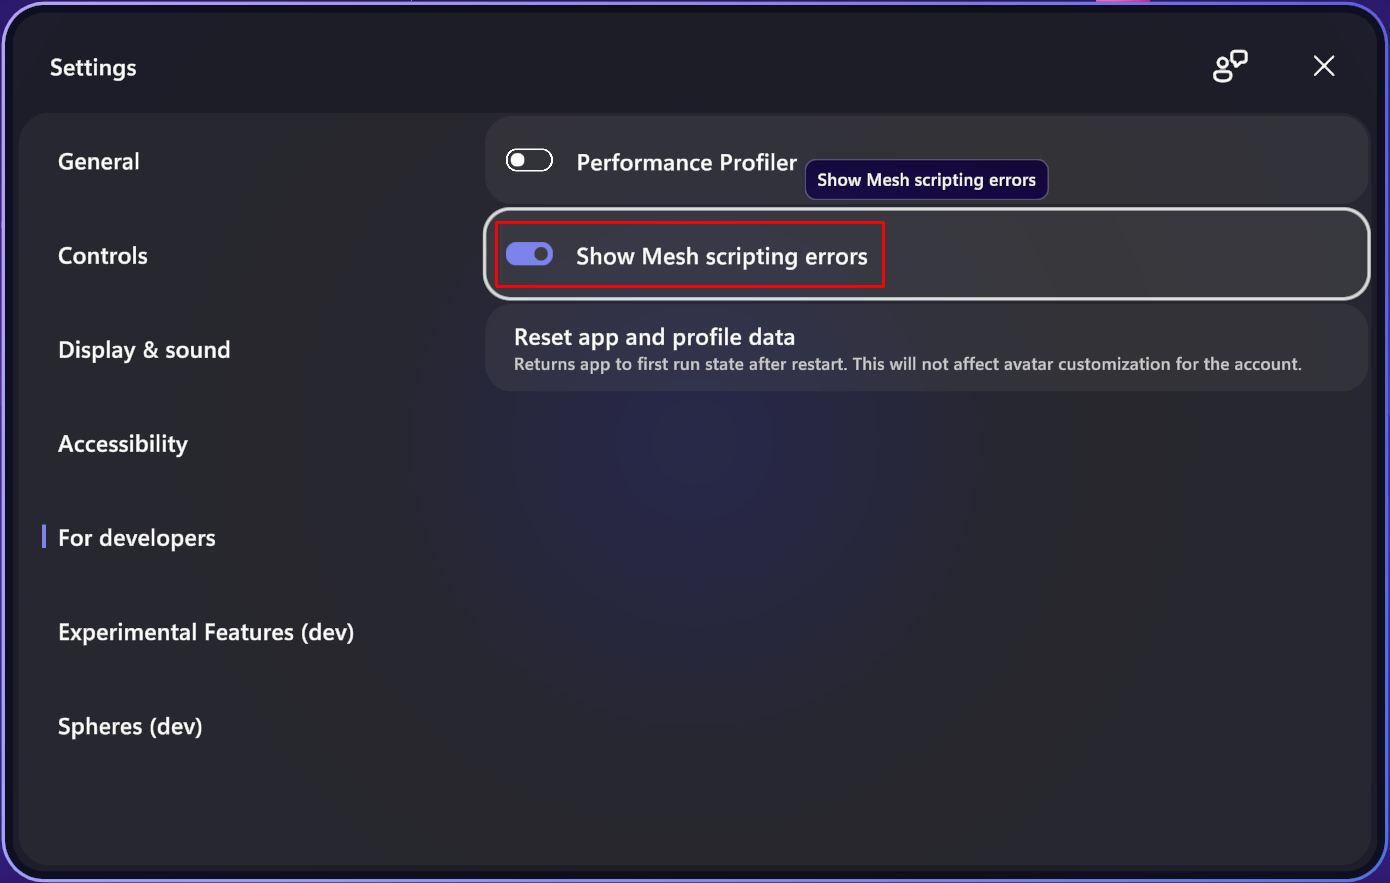 Settings
General
Controls
Display & sound
Accessibility
For developers
Experimental Features (dev)
Spheres (dev)
Performance Profiler
Show Mesh scripting errors
Show Mesh scripting errors
Reset app and profile data
Returns app to first run state after restart. This will not affect avatar customization for the account.